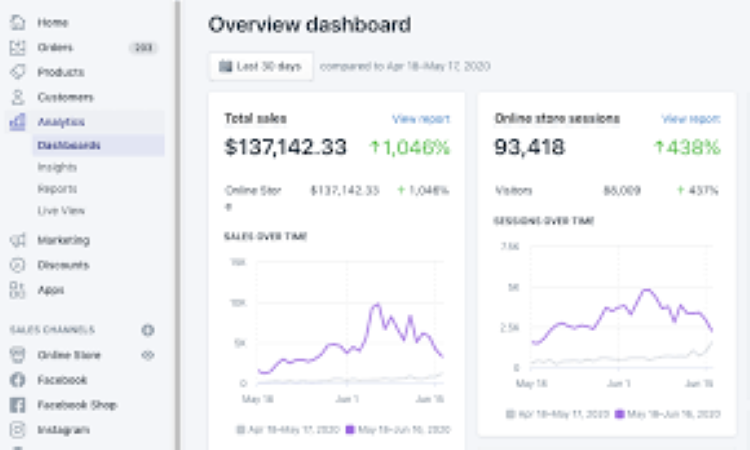 Home
Orders 203
Products
Customers
Analytics
Dashboards
Insights
Reports
Live View
Marketing
Discounts
Apps
SALES CHANNELS
Online Store
Facebook
Facebook Shop
Instagram
Overview dashboard
Last 30 days compared to Apr 18–May 17, 2020
Total sales View report
$137,142.33 ↑1,046%
Online Stor
e $137,142.33 ↑ 1,046%
SALES OVER TIME
15K
10K
5K
0
May 18 Jun 1 Jun 15
Apr 18–May 17, 2020 May 18–Jun 16, 2020
Online store sessions View report
93,418 ↑438%
Visitors ↑ 437%
SESSIONS OVER TIME
7.5K
5K
2.5K
0
May 18 Jun 1 Jun 15
Apr 18–May 17, 2020 May 18–Jun 16, 2020